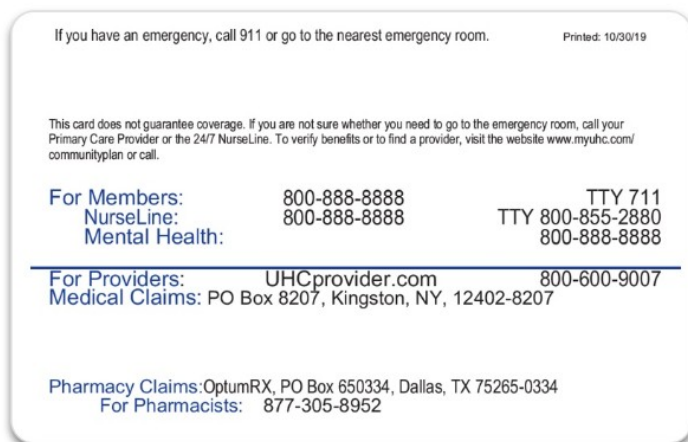 If you have an emergency, call 911 or go to the nearest emergency room. Printed: 10/30/19
This card does not guarantee coverage. If you are not sure whether you need to go to the emergency room, call your
Primary Care Provider or the 24/7 NurseLine. To verify benefits or to find a provider, visit the website www.myuhc.com/
communityplan or call.
For Members: 800-888-8888 TTY 711
NurseLine: 800-888-8888 TTY 800-855-2880
Mental Health: 800-888-8888
For Providers: UHCprovider.com 800-600-9007
Medical Claims: PO Box 8207, Kingston, NY, 12402-8207
Pharmacy Claims:OptumRX, PO Box 650334, Dallas, TX 75265-0334
For Pharmacists: 877-305-8952